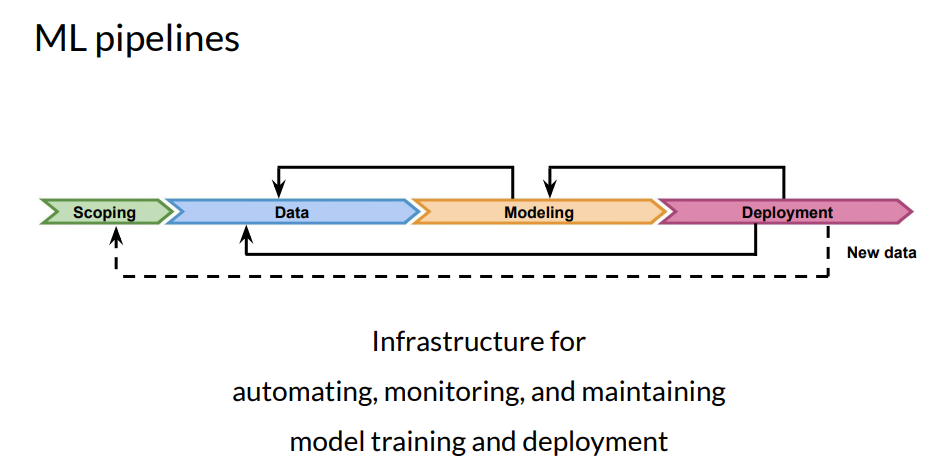 ML pipelines
Scoping
Data
Modeling
Deployment
New data
Infrastructure for
automating, monitoring, and maintaining
model training and deployment